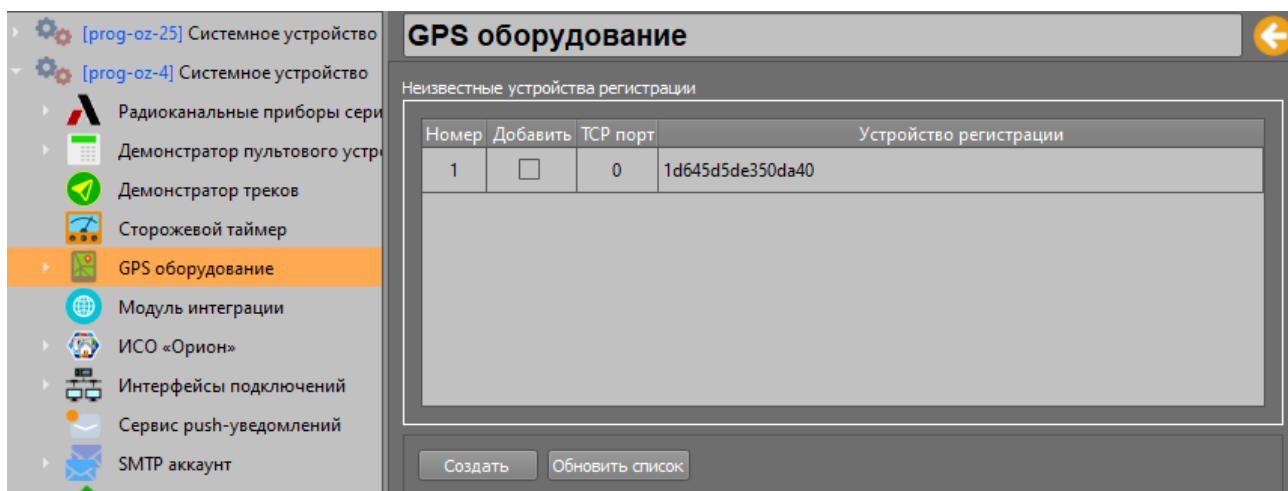 [prog-oz-25] Системное устройство
[prog-oz-4] Системное устройство
Радиоканальные приборы сери
Демонстратор пультового устр
Демонстратор треков
Сторожевой таймер
GPS оборудование
Модуль интеграции
ИСО «Орион»
Интерфейсы подключений
Сервис push-уведомлений
SMTP аккаунт
GPS оборудование
Неизвестные устройства регистрации
Номер Добавить TCP порт Устройство регистрации
1 0 1d645d5de350da40
Создать Обновить список